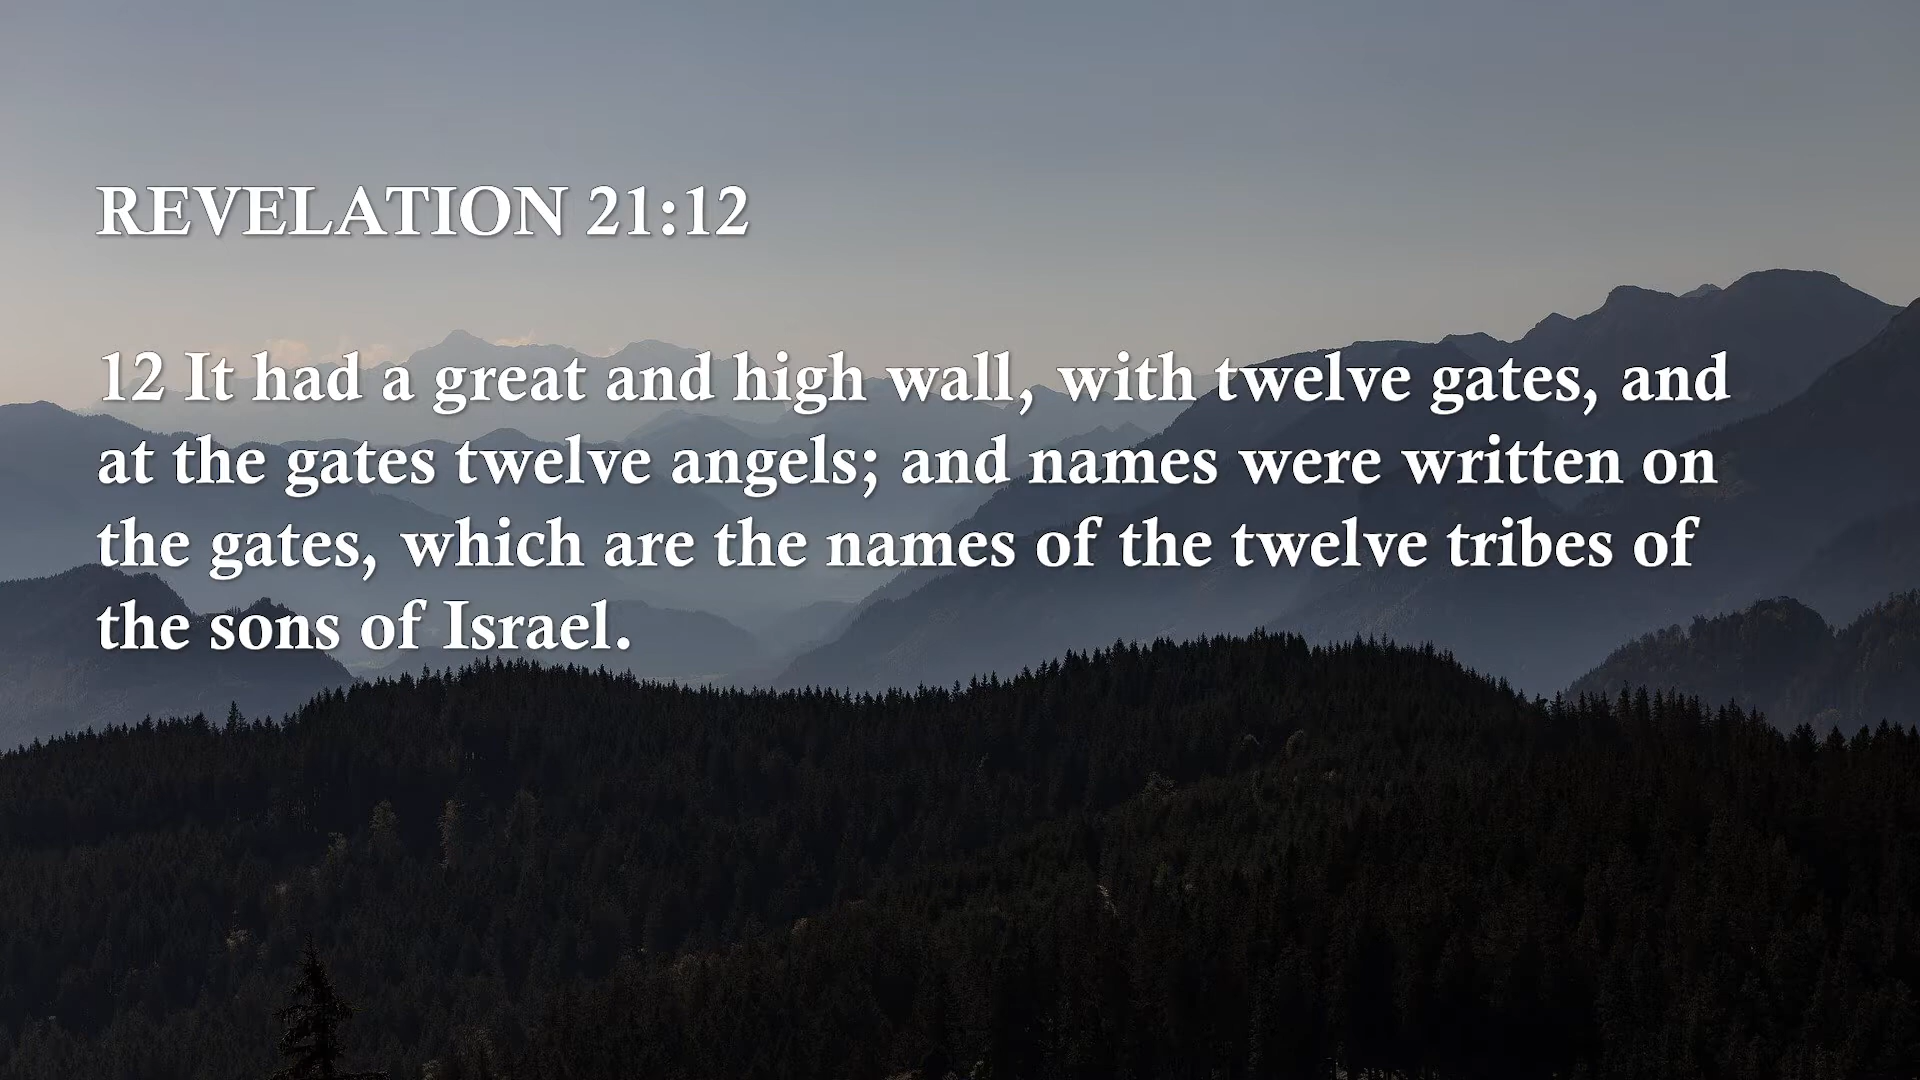 REVELATION 21:12
12 It had a great and high wall, with twelve gates, and
at the gates twelve angels; and names were written on
the gates, which are the names of the twelve tribes of
the sons of Israel.